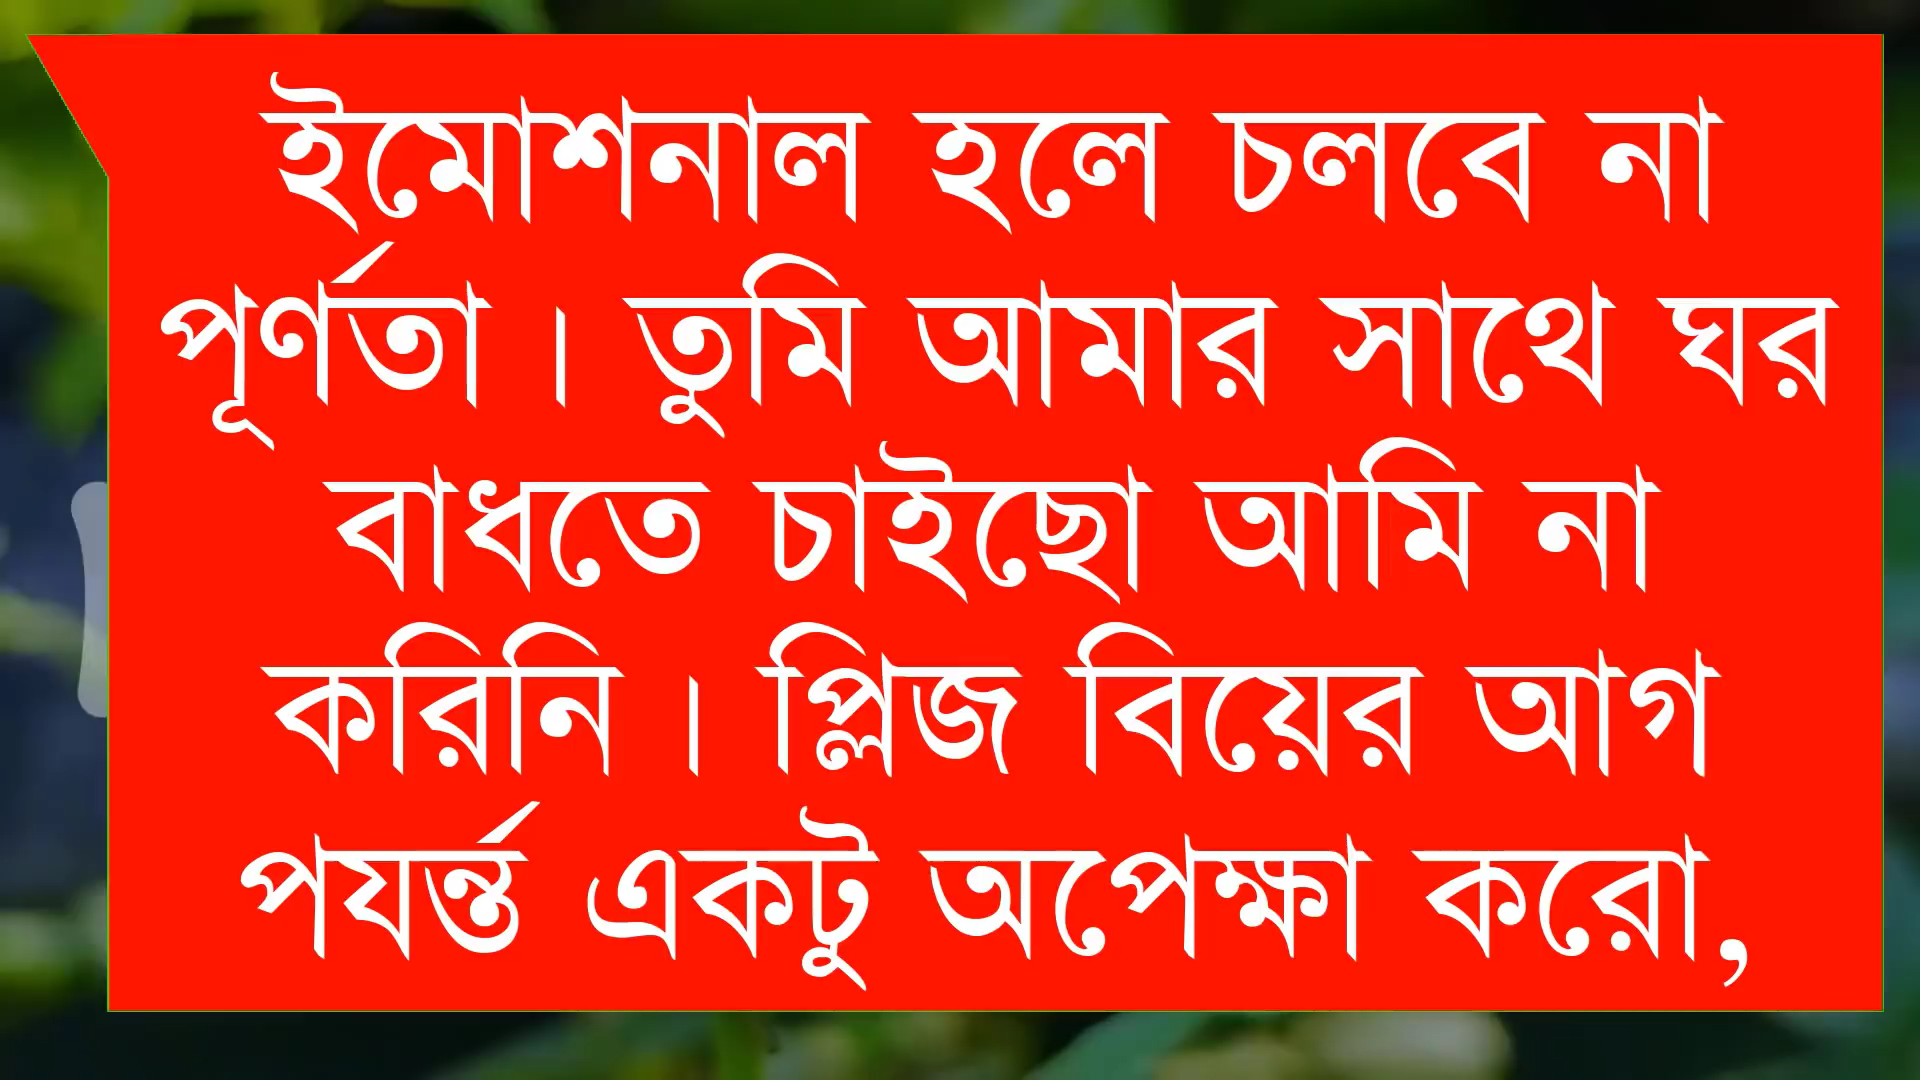 ইমোশনাল হলে চলবে না
পূর্ণতা । তুমি আমার সাথে ঘর
বাধতে চাইছো আমি না
করিনি । প্লিজ বিয়ের আগ
পযর্ন্ত একটু অপেক্ষা করো,